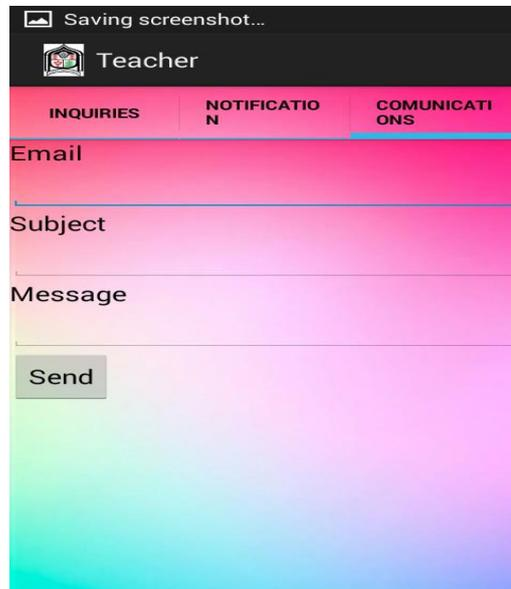 Saving screenshot...
Teacher
INQUIRIES
NOTIFICATIO
N
COMUNICATI
ONS
Email
Subject
Message
Send